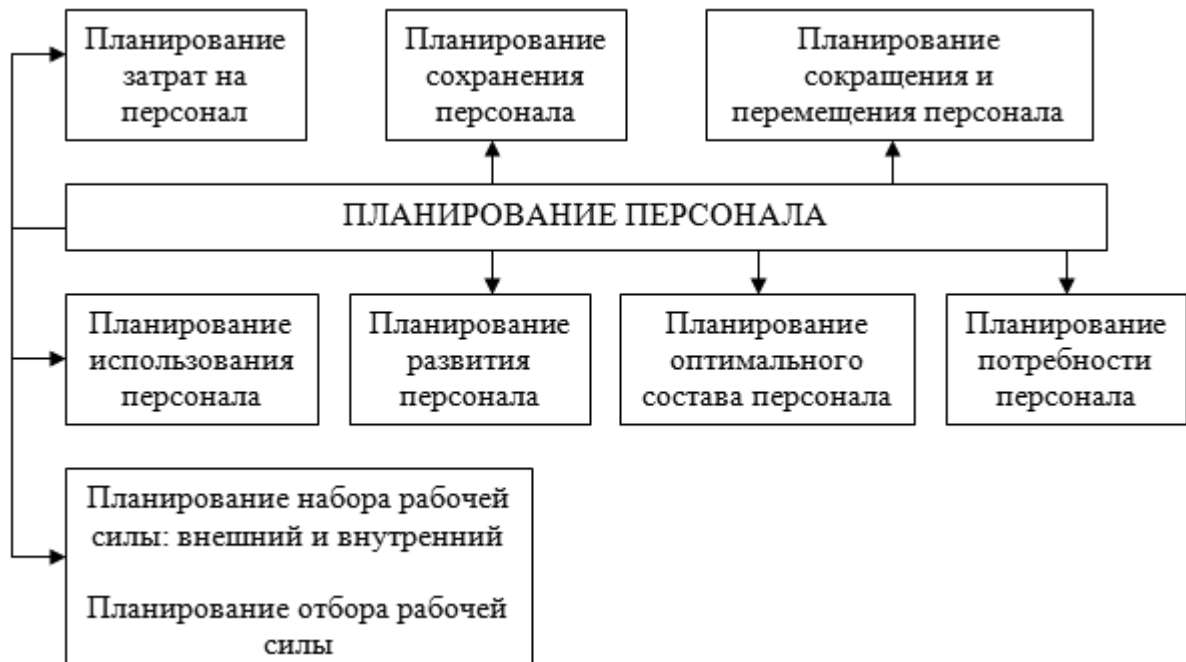 Планирование
затрат на
персонал
Планирование
сохранения
персонала
Планирование
сокращения и
перемещения персонала
ПЛАНИРОВАНИЕ ПЕРСОНАЛА
Планирование
использования
персонала
Планирование
развития
персонала
Планирование
оптимального
состава персонала
Планирование
потребности
персонала
Планирование набора рабочей
силы: внешний и внутренний
Планирование отбора рабочей
силы